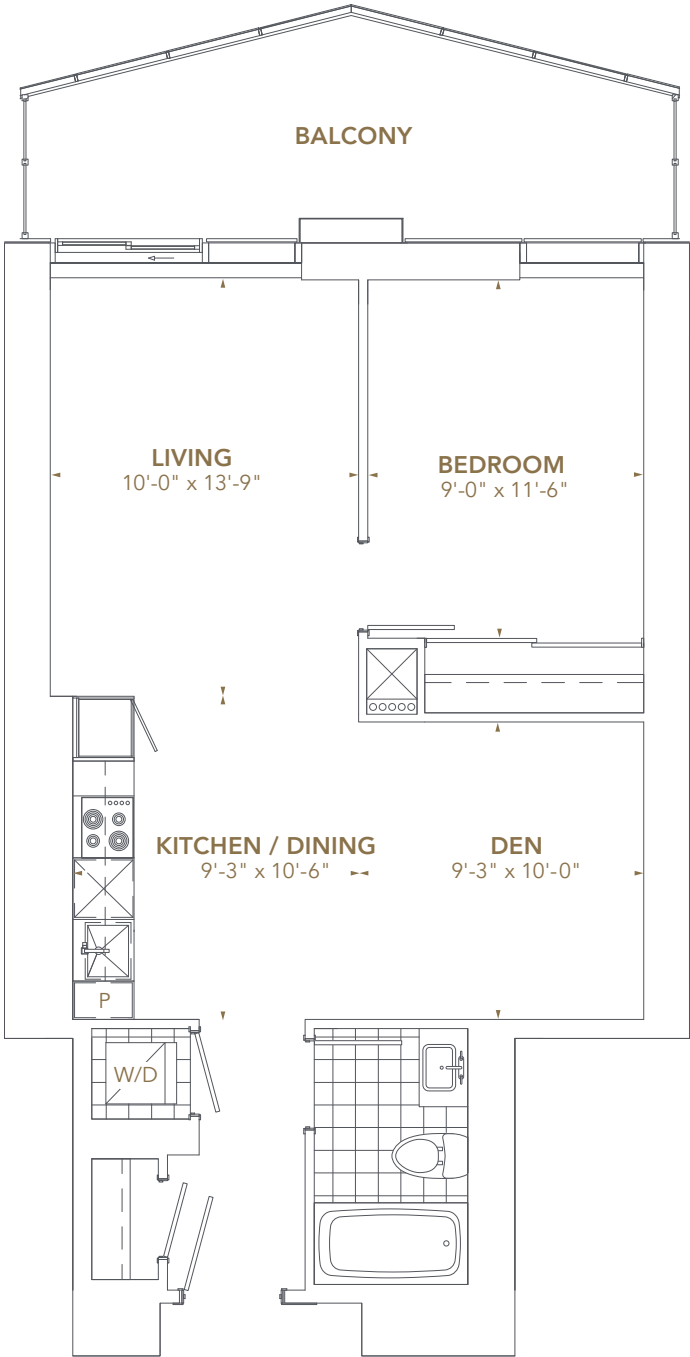 BALCONY
LIVING
10'-0" x 13'-9"
BEDROOM
9'-0" x 11'-6"
KITCHEN / DINING
9'-3" x 10'-6"
DEN
9'-3" x 10'-0"
P
W/D